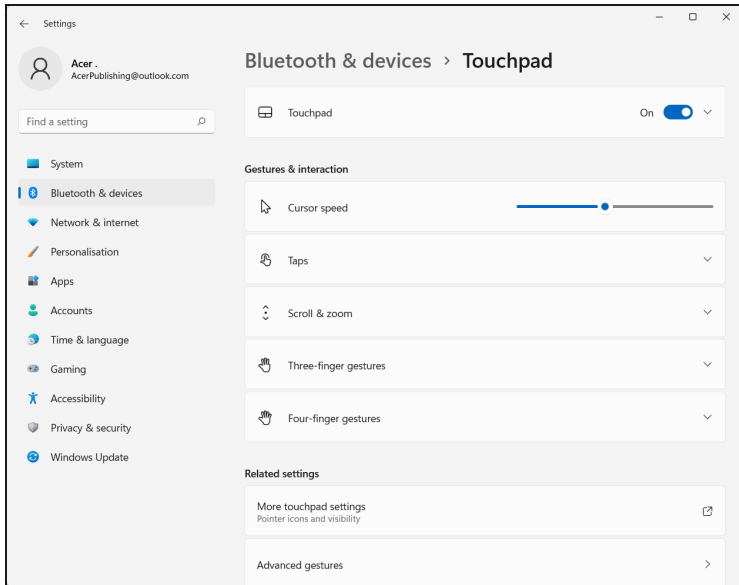 Settings
Acer .
AcerPublishing@outlook.com
Find a setting
System
Bluetooth & devices
Network & internet
Personalisation
Apps
Accounts
Time & language
Gaming
Accessibility
Privacy & security
Windows Update
Bluetooth & devices > Touchpad
Touchpad On
Gestures & interaction
Cursor speed
Taps
Scroll & zoom
Three-finger gestures
Four-finger gestures
Related settings
More touchpad settings
Pointer icons and visibility
Advanced gestures